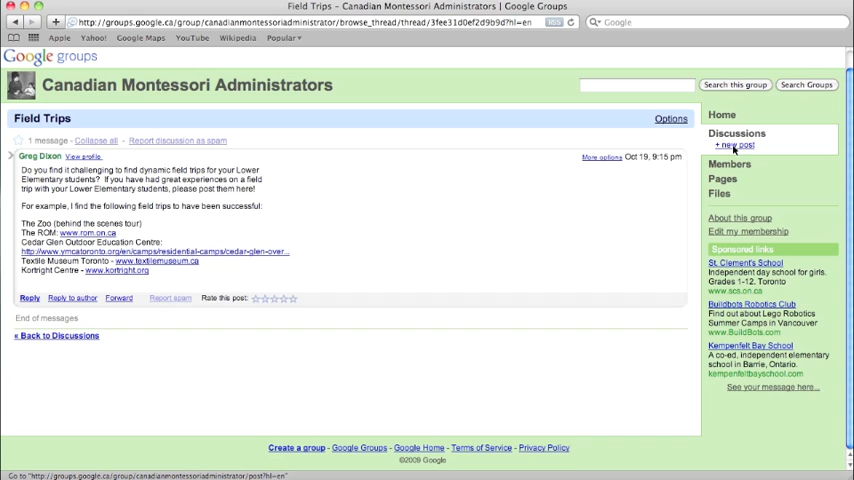 Field Trips – Canadian Montessori Administrators | Google Groups
http://groups.google.ca/group/canadianmontessoriadministrator/browse_thread/thread/3fee31d0ef2d9b9d?hl=en
RSS
Google
Apple Yahoo! Google Maps YouTube Wikipedia Popular
Google groups
Canadian Montessori Administrators
Search this group
Search Groups
Field Trips
Options
1 message - Collapse all - Report discussion as spam
Greg Dixon View profile
More options Oct 19, 9:15 pm
Do you find it challenging to find dynamic field trips for your Lower
Elementary students? If you have had great experiences on a field
trip with your Lower Elementary students, please post them here!
For example, I find the following field trips to have been successful:
The Zoo (behind the scenes tour)
The ROM: www.rom.on.ca
Cedar Glen Outdoor Education Centre:
http://www.ymcatoronto.org/en/camps/residential-camps/cedar-glen-over...
Textile Museum Toronto - www.textilemuseum.ca
Kortright Centre - www.kortright.org
Reply Reply to author Forward Report spam Rate this post:
End of messages
« Back to Discussions
Home
Discussions
+ new post
Members
Pages
Files
About this group
Edit my membership
Sponsored links
St. Clement's School
Independent day school for girls.
Grades 1-12. Toronto
www.scs.on.ca
Buildbots Robotics Club
Find out about Lego Robotics
Summer Camps in Vancouver
www.BuildBots.com
Kempenfelt Bay School
A co-ed, independent elementary
school in Barrie, Ontario.
kempenfeltbayschool.com
See your message here...
Create a group - Google Groups - Google Home - Terms of Service - Privacy Policy
©2009 Google
Go to "http://groups.google.ca/group/canadianmontessoriadministrator/post?hl=en"